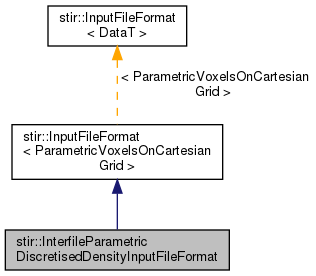 stir::InputFileFormat
< DataT >
< ParametricVoxelsOnCartesian
Grid >
stir::InputFileFormat
< ParametricVoxelsOnCartesian
Grid >
stir::InterfileParametric
DiscretisedDensityInputFileFormat